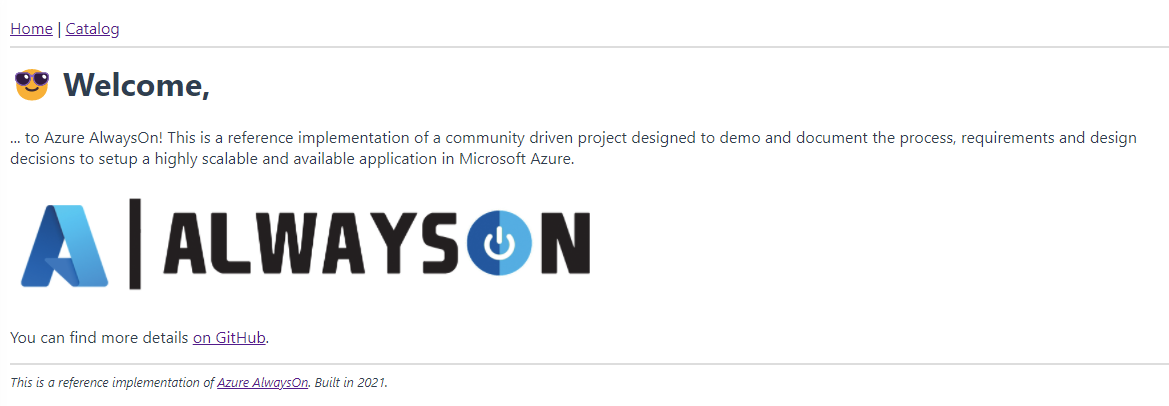 Home | Catalog
Welcome,
... to Azure AlwaysOn! This is a reference implementation of a community driven project designed to demo and document the process, requirements and design
decisions to setup a highly scalable and available application in Microsoft Azure.
A | ALWAYSON
You can find more details on GitHub.
This is a reference implementation of Azure AlwaysOn. Built in 2021.